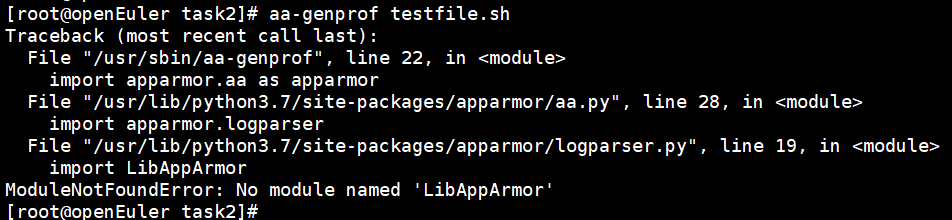 [root@openEuler task2]# aa-genprof testfile.sh
Traceback (most recent call last):
  File "/usr/sbin/aa-genprof", line 22, in <module>
    import apparmor.aa as apparmor
  File "/usr/lib/python3.7/site-packages/apparmor/aa.py", line 28, in <module>
    import apparmor.logparser
  File "/usr/lib/python3.7/site-packages/apparmor/logparser.py", line 19, in <module>
    import LibAppArmor
ModuleNotFoundError: No module named 'LibAppArmor'
[root@openEuler task2]#